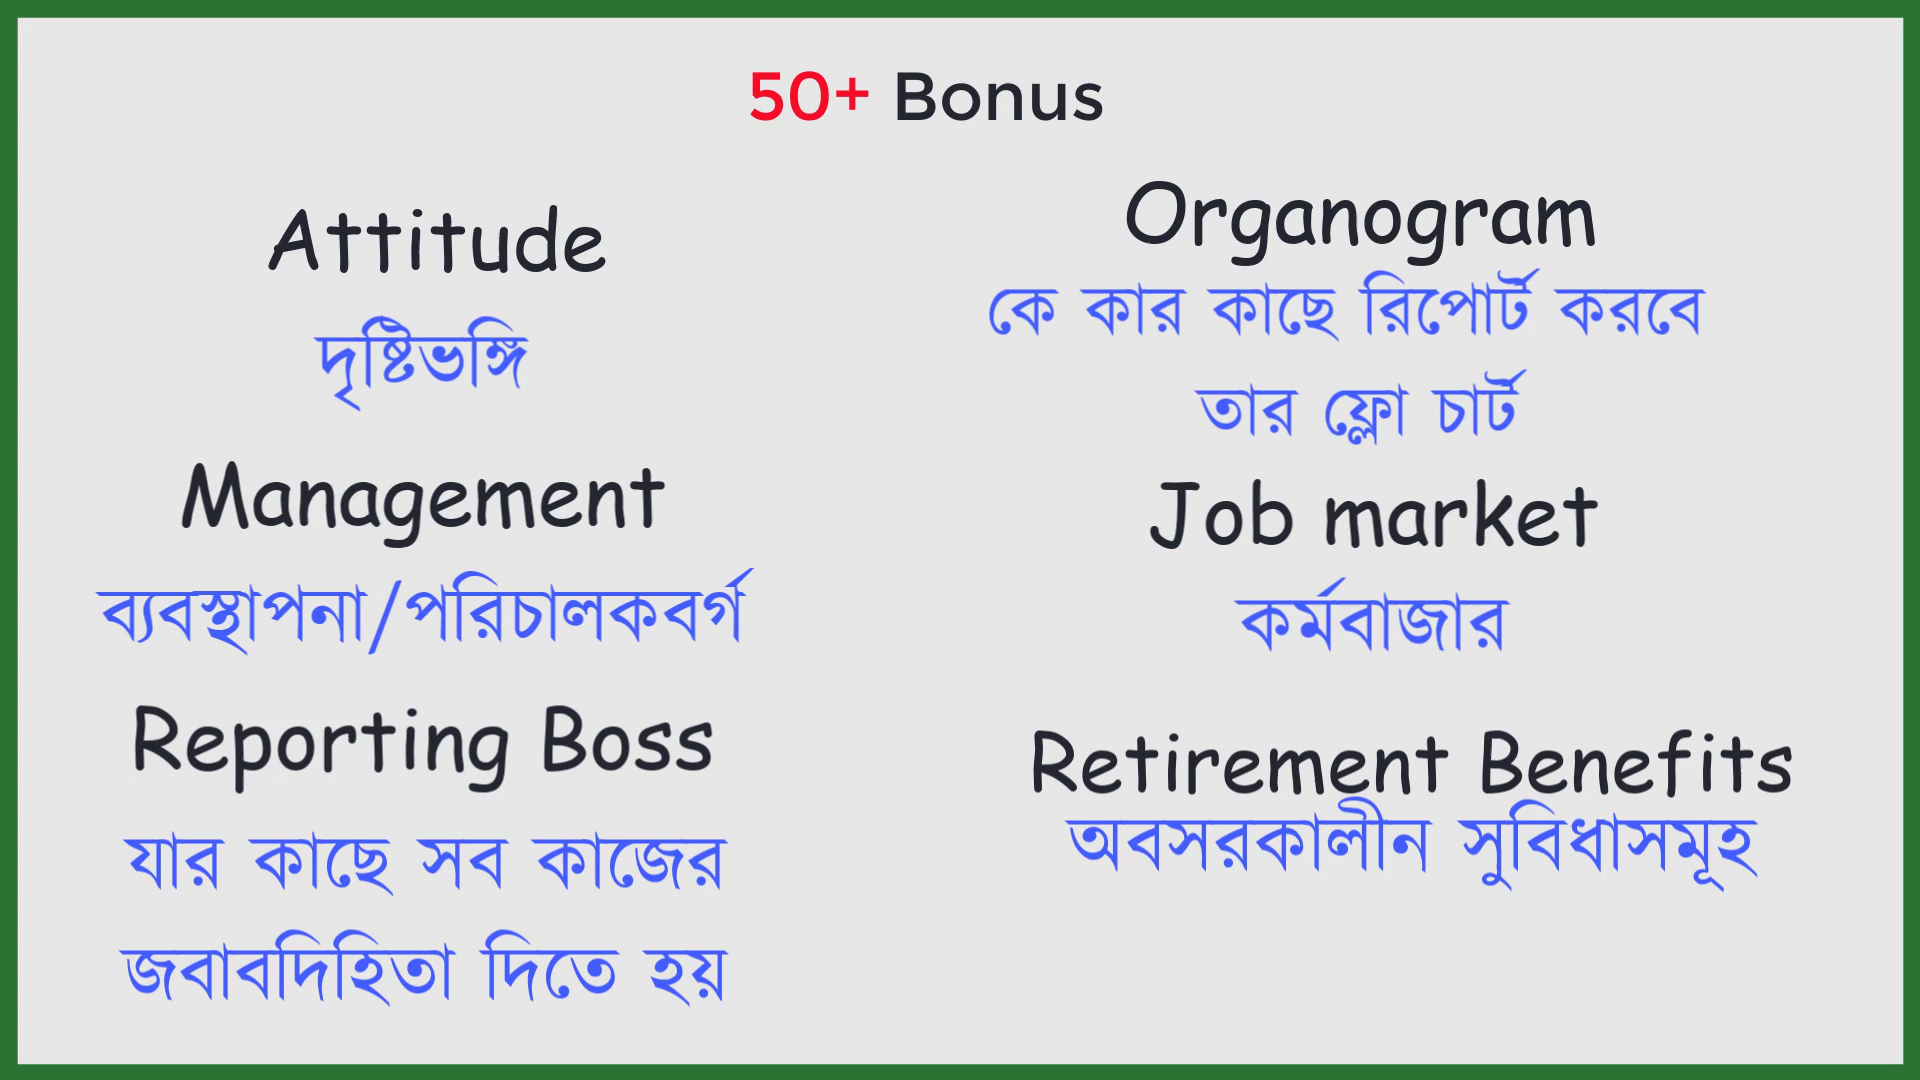 50+ Bonus
Attitude
দৃষ্টিভঙ্গি
Management
ব্যবস্থাপনা/পরিচালকবর্গ
Reporting Boss
যার কাছে সব কাজের
জবাবদিহিতা দিতে হয়
Organogram
কে কার কাছে রিপোর্ট করবে
তার ফ্লো চার্ট
Job market
কর্মবাজার
Retirement Benefits
অবসরকালীন সুবিধাসমূহ